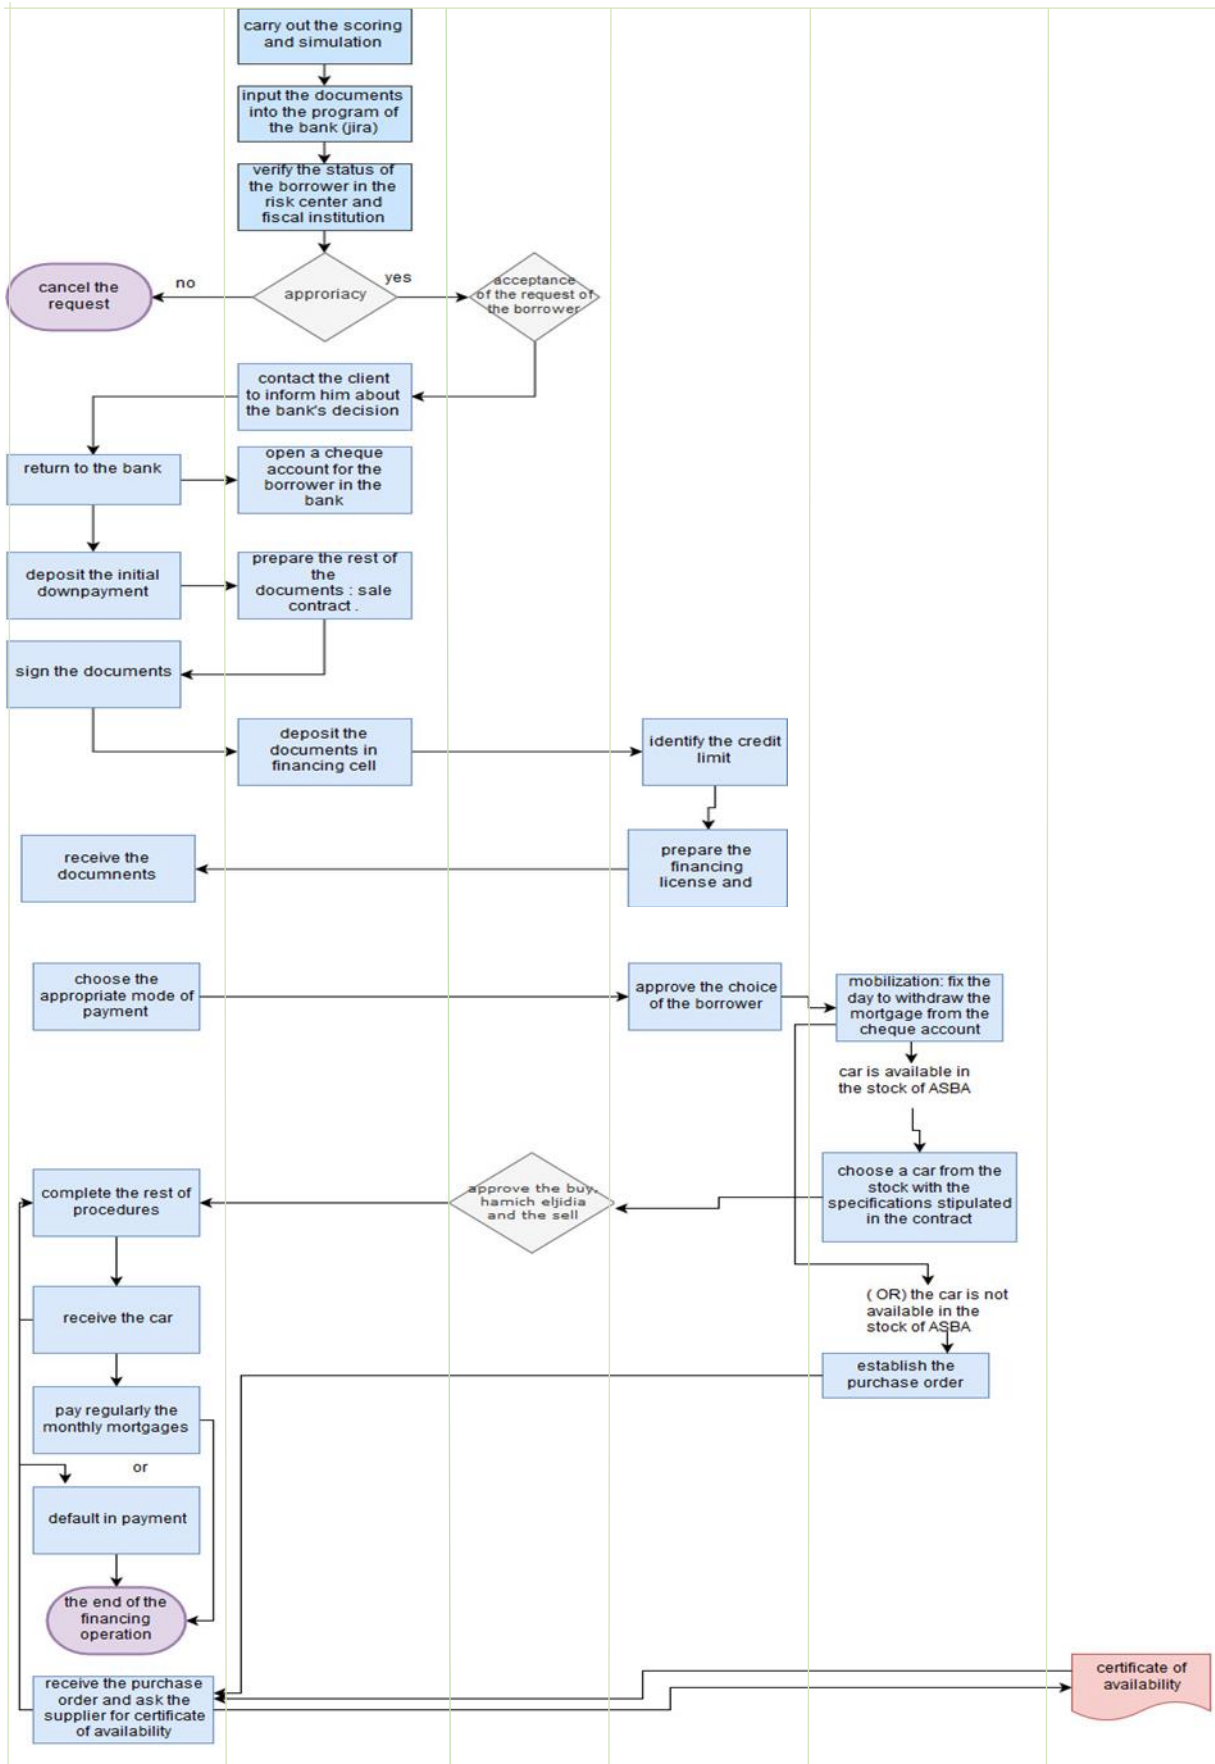 carry out the scoring
and simulation
input the documents
into the program of
the bank (jira)
verify the status of
the borrower in the
risk center and
fiscal institution
cancel the
request
no
approriacy
yes
acceptance
of the request of
the borrower
contact the client
to inform him about
the bank's decision
return to the bank
open a cheque
account for the
borrower in the
bank
deposit the initial
downpayment
prepare the rest of
the
documents : sale
contract .
sign the documents
deposit the
documents in
financing cell
identify the credit
limit
receive the
documnents
prepare the
financing
license and
choose the
appropriate mode of
payment
approve the choice
of the borrower
mobilization: fix the
day to withdraw the
mortgage from the
cheque account
car is available in
the stock of ASBA
complete the rest of
procedures
approve the buy,
hamich eljidia
and the sell
choose a car from the
stock with the
specifications stipulated
in the contract
receive the car
( OR) the car is not
available in the
stock of ASBA
establish the
purchase order
pay regularly the
monthly mortgages
or
default in payment
the end of the
financing
operation
receive the purchase
order and ask the
supplier for certificate
of availability
certificate of
availability